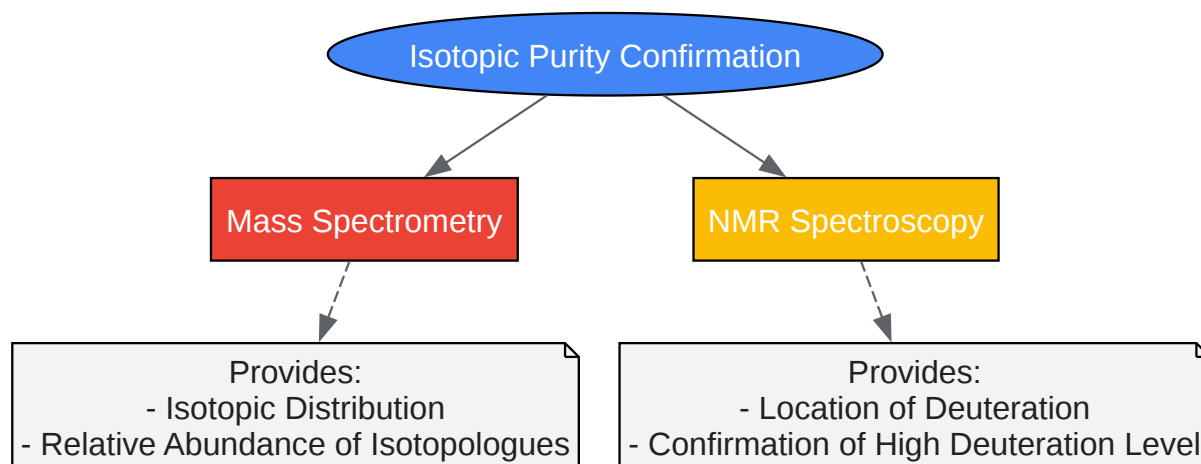 Isotopic Purity Confirmation
Mass Spectrometry
NMR Spectroscopy
Provides:
- Isotopic Distribution
- Relative Abundance of Isotopologues
Provides:
- Location of Deuteration
- Confirmation of High Deuteration Level